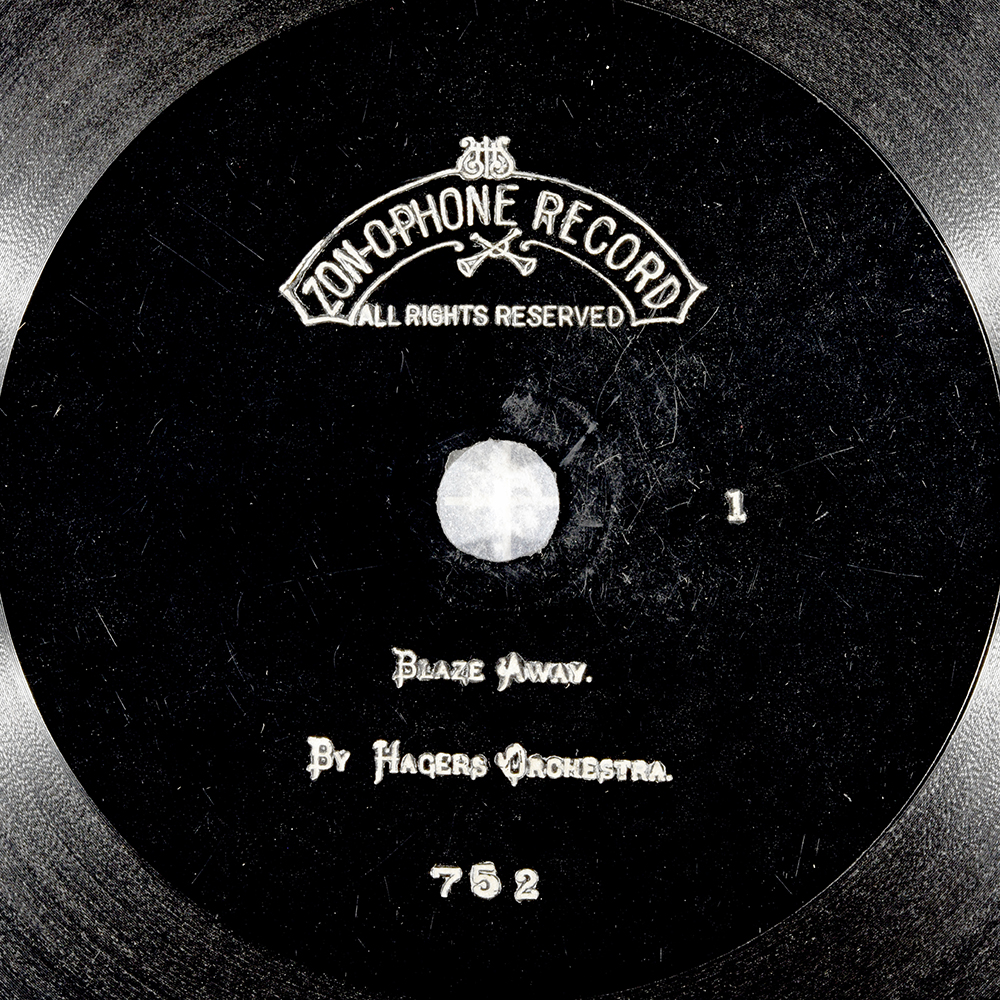 ZON-O-PHONE RECORD
ALL RIGHTS RESERVED
1
BLAZE AWAY.
BY HAGERS ORCHESTRA.
752